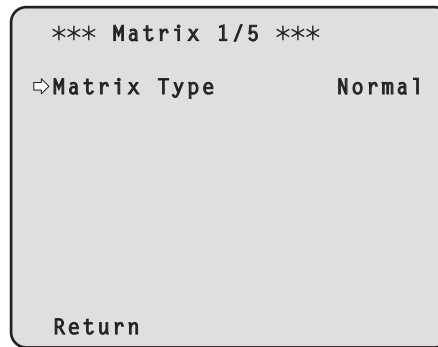 *** Matrix 1/5 ***
⇨Matrix Type Normal
Return